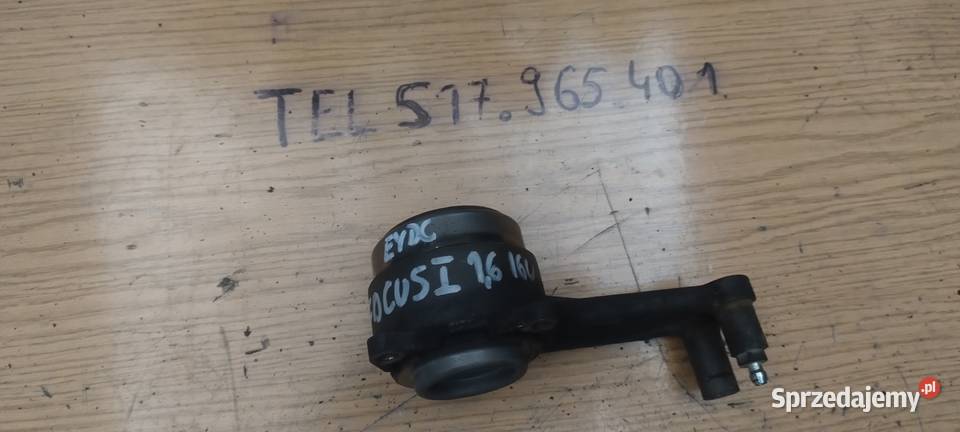 TEL 517.965.401
EYDC
FOCUS I 1,6 16V
Sprzedajemy.pl